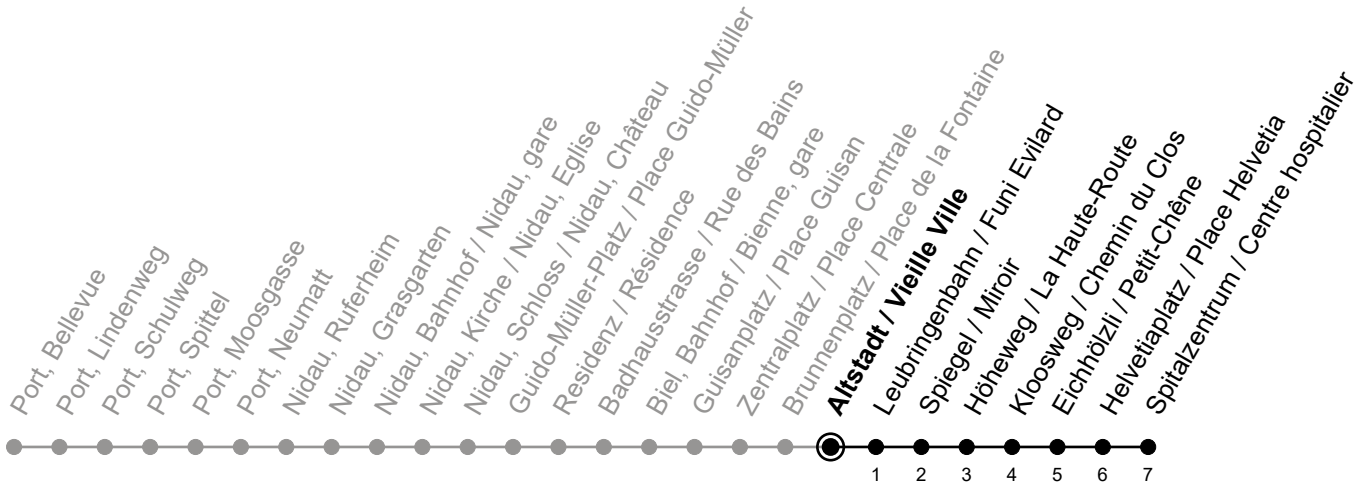 Port, Bellevue
Port, Lindenweg
Port, Schulweg
Port, Spittel
Port, Moosgasse
Port, Neumatt
Nidau, Ruferheim
Nidau, Grasgarten
Nidau, Bahnhof / Nidau, gare
Nidau, Kirche / Nidau, Eglise
Nidau, Schloss / Nidau, Château
Guido-Müller-Platz / Place Guido-Müller
Residenz / Résidence
Badhausstrasse / Rue des Bains
Biel, Bahnhof / Bienne, gare
Guisanplatz / Place Guisan
Zentralplatz / Place Centrale
Brunnenplatz / Place de la Fontaine
Altstadt / Vieille Ville
Leubringenbahn / Funi Evilard
Spiegel / Miroir
Höheweg / La Haute-Route
Kloosweg / Chemin du Clos
Eichhölzli / Petit-Chêne
Helvetiaplatz / Place Helvetia
Spitalzentrum / Centre hospitalier
1 2 3 4 5 6 7